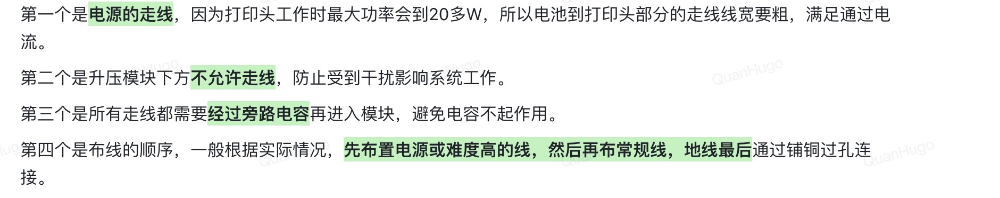 第一个是电源的走线，因为打印头工作时最大功率会到20多W，所以电池到打印头部分的走线线宽要粗，满足通过电
流。
第二个是升压模块下方不允许走线，防止受到干扰影响系统工作。
第三个是所有走线都需要经过旁路电容再进入模块，避免电容不起作用。
第四个是布线的顺序，一般根据实际情况，先布置电源或难度高的线，然后再布常规线，地线最后通过铺铜过孔连
接。
QuanHugo
QuanHugo